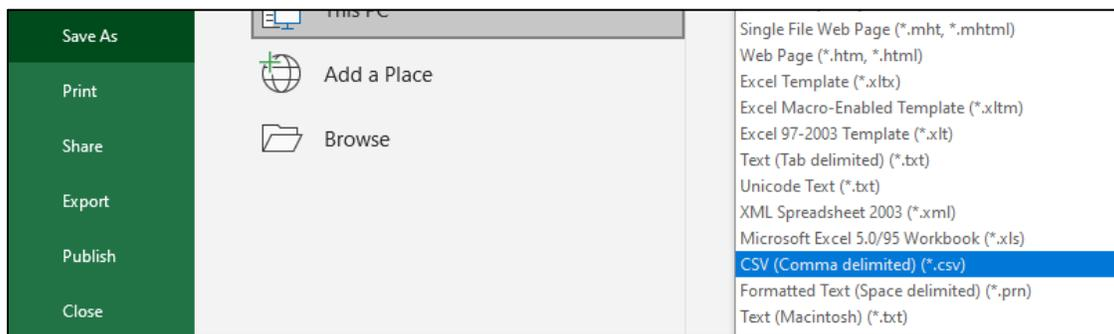 Save As
Print
Share
Export
Publish
Close
This PC
Add a Place
Browse
Single File Web Page (*.mht, *.mhtml)
Web Page (*.htm, *.html)
Excel Template (*.xltx)
Excel Macro-Enabled Template (*.xltm)
Excel 97-2003 Template (*.xlt)
Text (Tab delimited) (*.txt)
Unicode Text (*.txt)
XML Spreadsheet 2003 (*.xml)
Microsoft Excel 5.0/95 Workbook (*.xls)
CSV (Comma delimited) (*.csv)
Formatted Text (Space delimited) (*.prn)
Text (Macintosh) (*.txt)